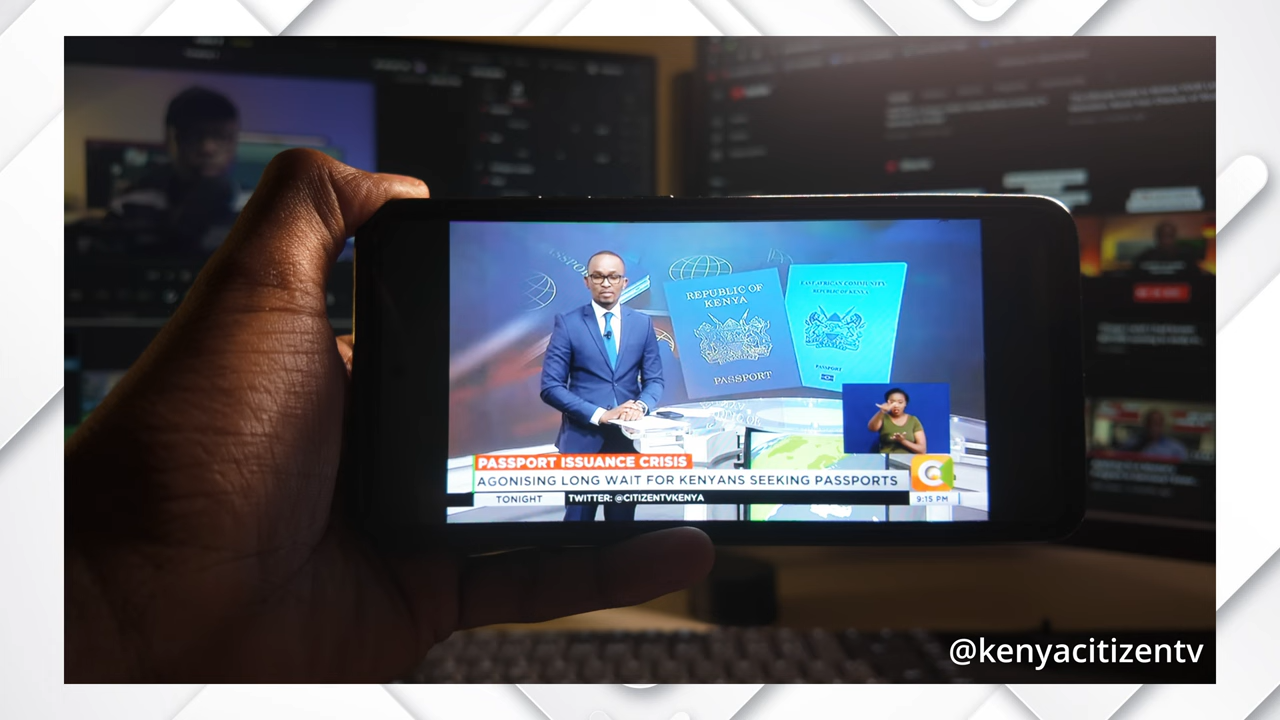 REPUBLIC OF
KENYA
PASSPORT
EAST AFRICAN COMMUNITY
REPUBLIC OF KENYA
PASSPORT
PASSPORT ISSUANCE CRISIS
AGONISING LONG WAIT FOR KENYANS SEEKING PASSPORTS
TONIGHT
TWITTER: @CITIZENTVKENYA
9:15 PM
@kenyacitizentv